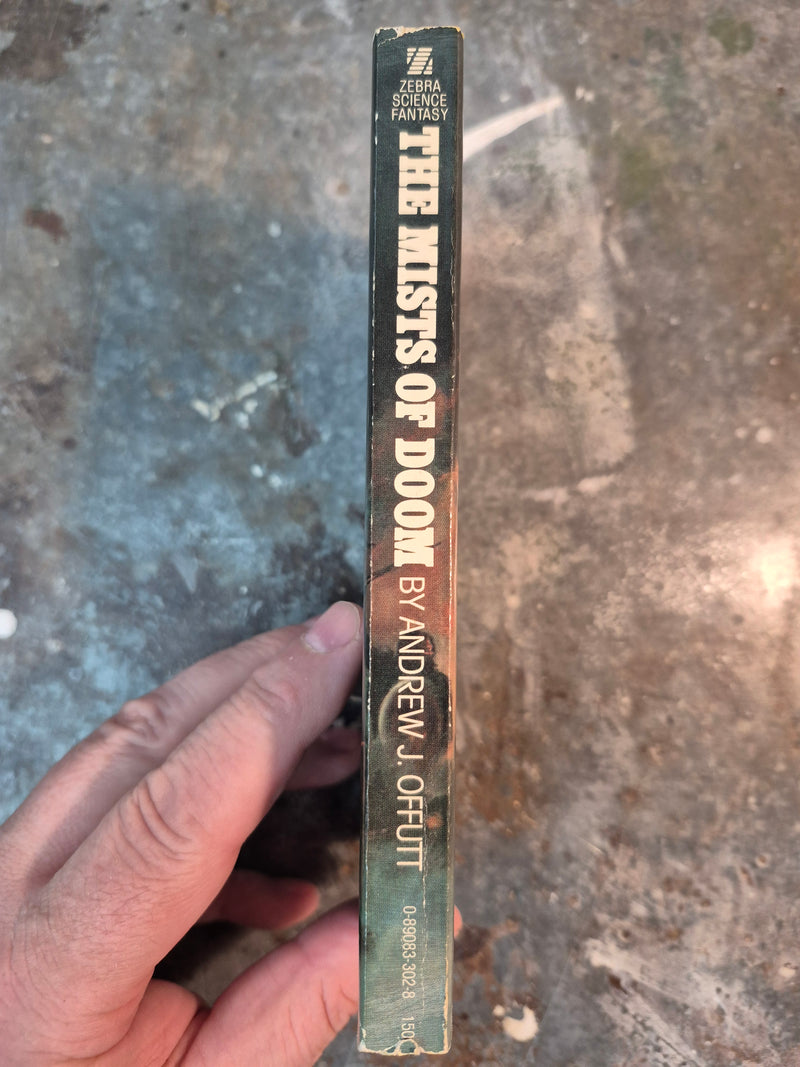 ZEBRA
SCIENCE
FANTASY
THE MISTS OF DOOM BY ANDREW J. OFFUTT
0-89083-302-8 150